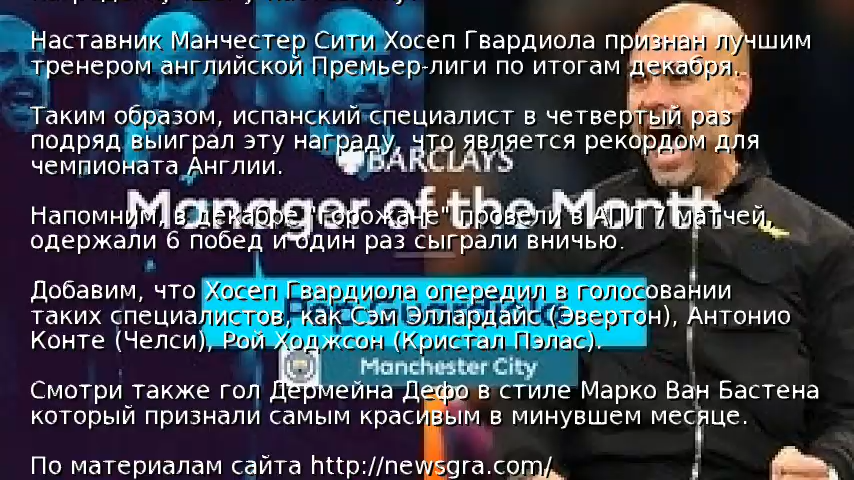 Наставник Манчестер Сити Хосеп Гвардиола признан лучшим
тренером английской Премьер-лиги по итогам декабря.
Таким образом, испанский специалист в четвертый раз
подряд выиграл эту награду, что является рекордом для
чемпионата Англии.
BARCLAYS
Manager of the Month
Напомним, в декабре "горожане" провели в АПЛ 7 матчей,
одержали 6 побед и один раз сыграли вничью.
Добавим, что Хосеп Гвардиола опередил в голосовании
Pep Guardiola
таких специалистов, как Сэм Эллардайс (Эвертон), Антонио
Конте (Челси), Рой Ходжсон (Кристал Пэлас).
Manchester City
Смотри также гол Дермейна Дефо в стиле Марко Ван Бастена
который признали самым красивым в минувшем месяце.
По материалам сайта http://newsgra.com/